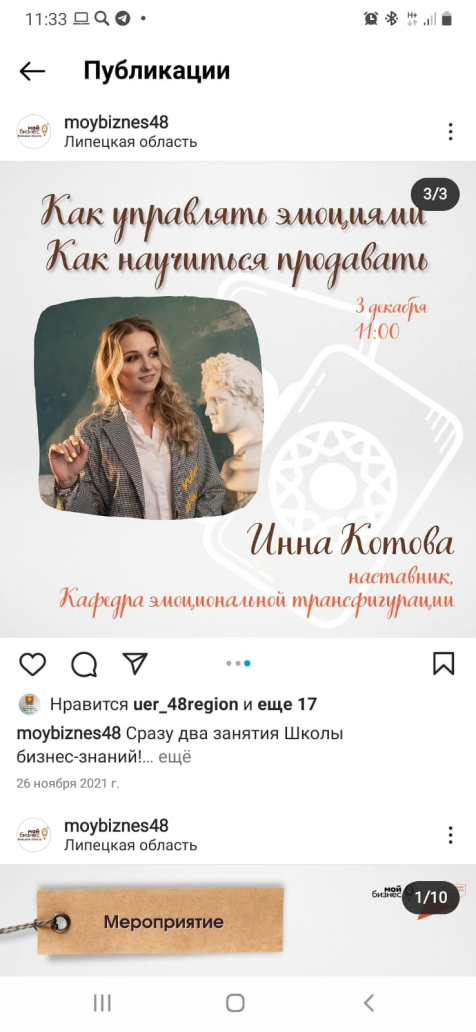 11:33
Публикации
moybiznes48
Липецкая область
3/3
Как управлять эмоциями
Как научиться продавать
3 декабря
11:00
Инна Котова
наставник,
Кафедра эмоциональной трансфигурации
Нравится uer_48region и еще 17
moybiznes48 Сразу два занятия Школы
бизнес-знаний!... ещё
26 ноября 2021 г.
moybiznes48
Липецкая область
мой
бизнес
1/10
Мероприятие